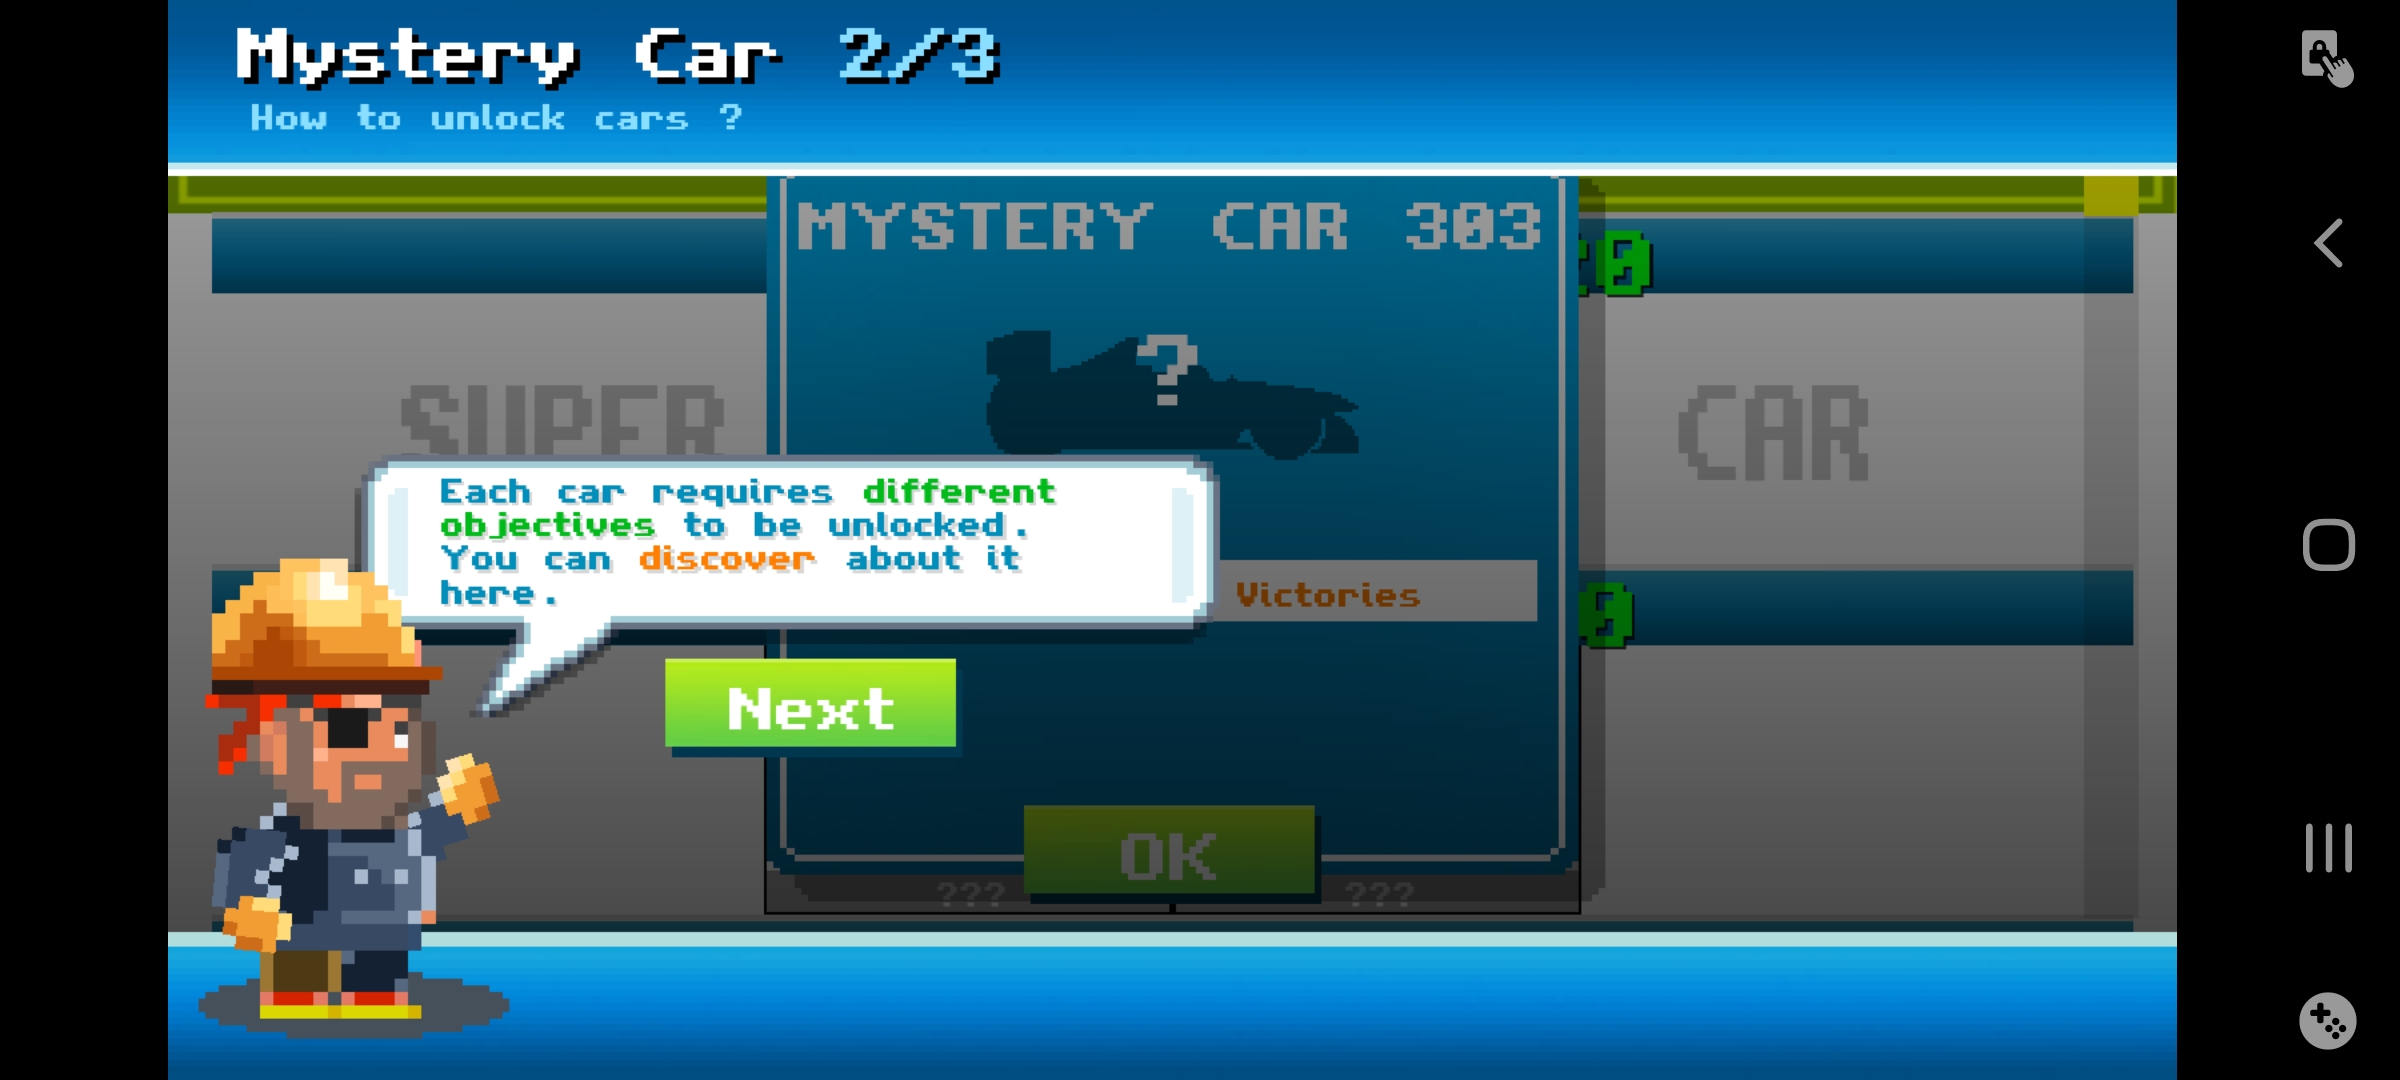 Mystery Car 2/3
How to unlock cars ?
MYSTERY CAR 303
?
SUPER
CAR
Each car requires different
objectives to be unlocked.
You can discover about it
here.
Victories
0
Next
OK
???
???